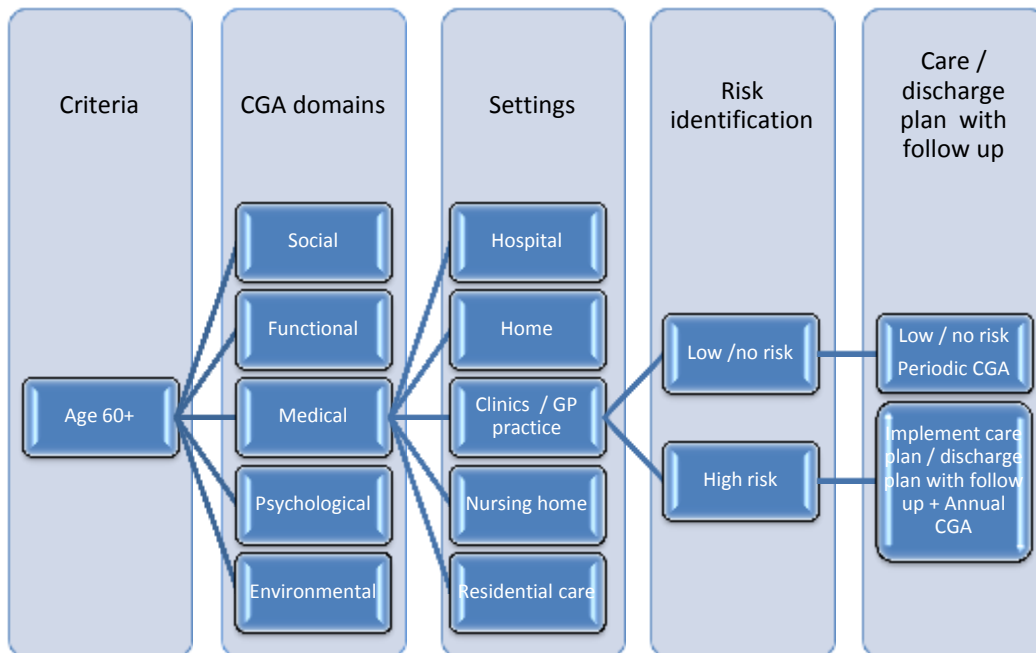 Criteria
CGA domains
Settings
Risk
identification
Care /
discharge
plan with
follow up
Age 60+
Social
Functional
Medical
Psychological
Environmental
Hospital
Home
Clinics / GP
practice
Nursing home
Residential care
Low /no risk
High risk
Low / no risk
Periodic CGA
Implement care
plan / discharge
plan with follow
up + Annual
CGA